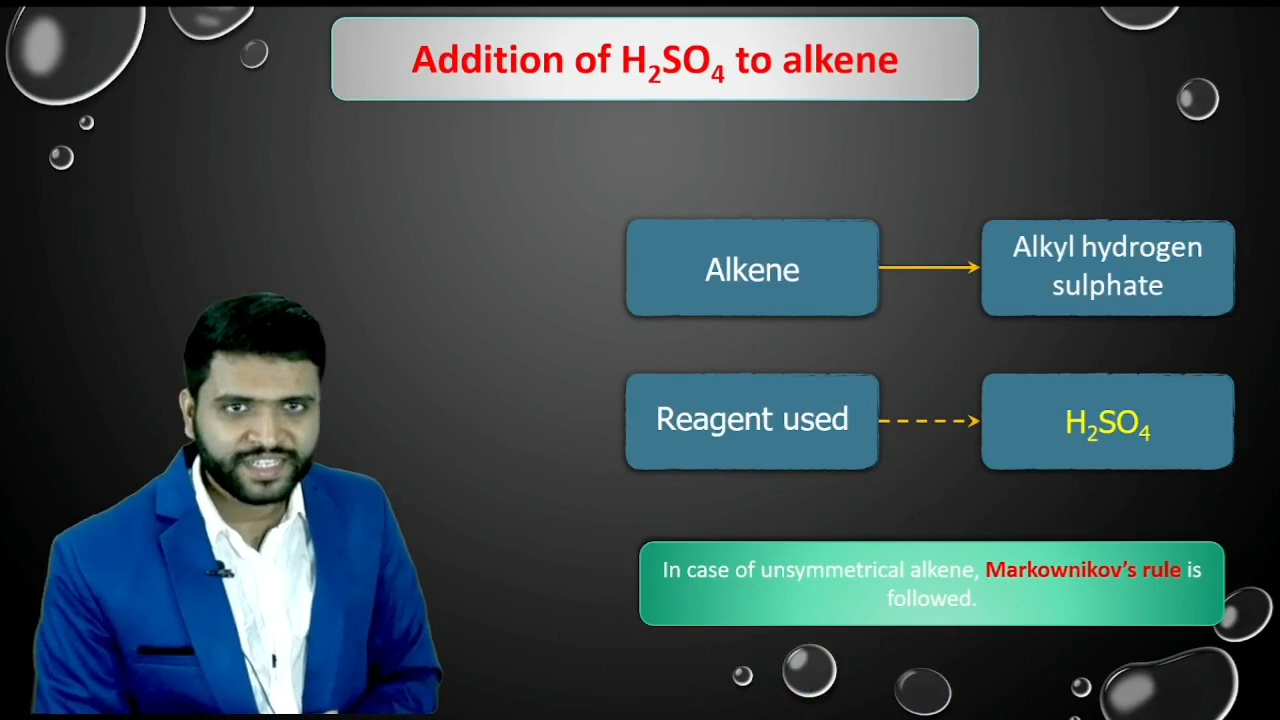 Addition of H₂SO₄ to alkene
Alkene
Alkyl hydrogen
sulphate
Reagent used
H₂SO₄
In case of unsymmetrical alkene, Markownikov’s rule is
followed.